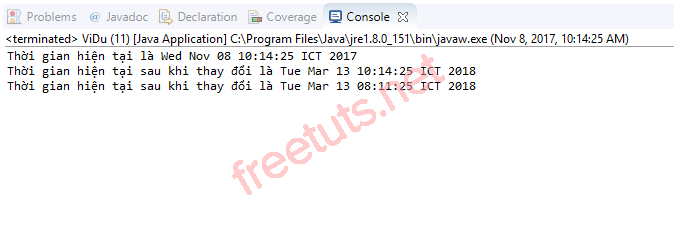 Problems @ Javadoc Declaration Coverage Console
<terminated> ViDu (11) [Java Application] C:\Program Files\Java\jre1.8.0_151\bin\javaw.exe (Nov 8, 2017, 10:14:25 AM)
Thời gian hiện tại là Wed Nov 08 10:14:25 ICT 2017
Thời gian hiện tại sau khi thay đổi là Tue Mar 13 10:14:25 ICT 2018
Thời gian hiện tại sau khi thay đổi là Tue Mar 13 08:11:25 ICT 2018
freetuts.net